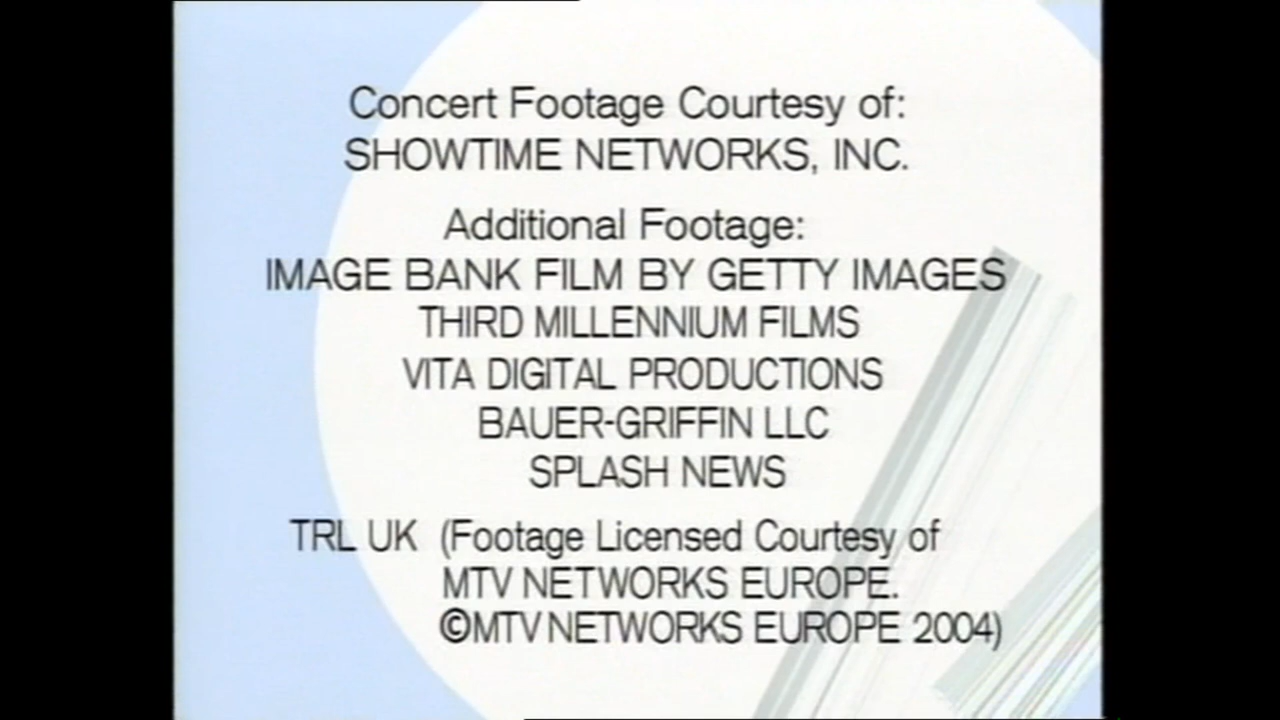 Concert Footage Courtesy of:
SHOWTIME NETWORKS, INC.
Additional Footage:
IMAGE BANK FILM BY GETTY IMAGES
THIRD MILLENNIUM FILMS
VITA DIGITAL PRODUCTIONS
BAUER-GRIFFIN LLC
SPLASH NEWS
TRL UK (Footage Licensed Courtesy of
MTV NETWORKS EUROPE.
©MTV NETWORKS EUROPE 2004)